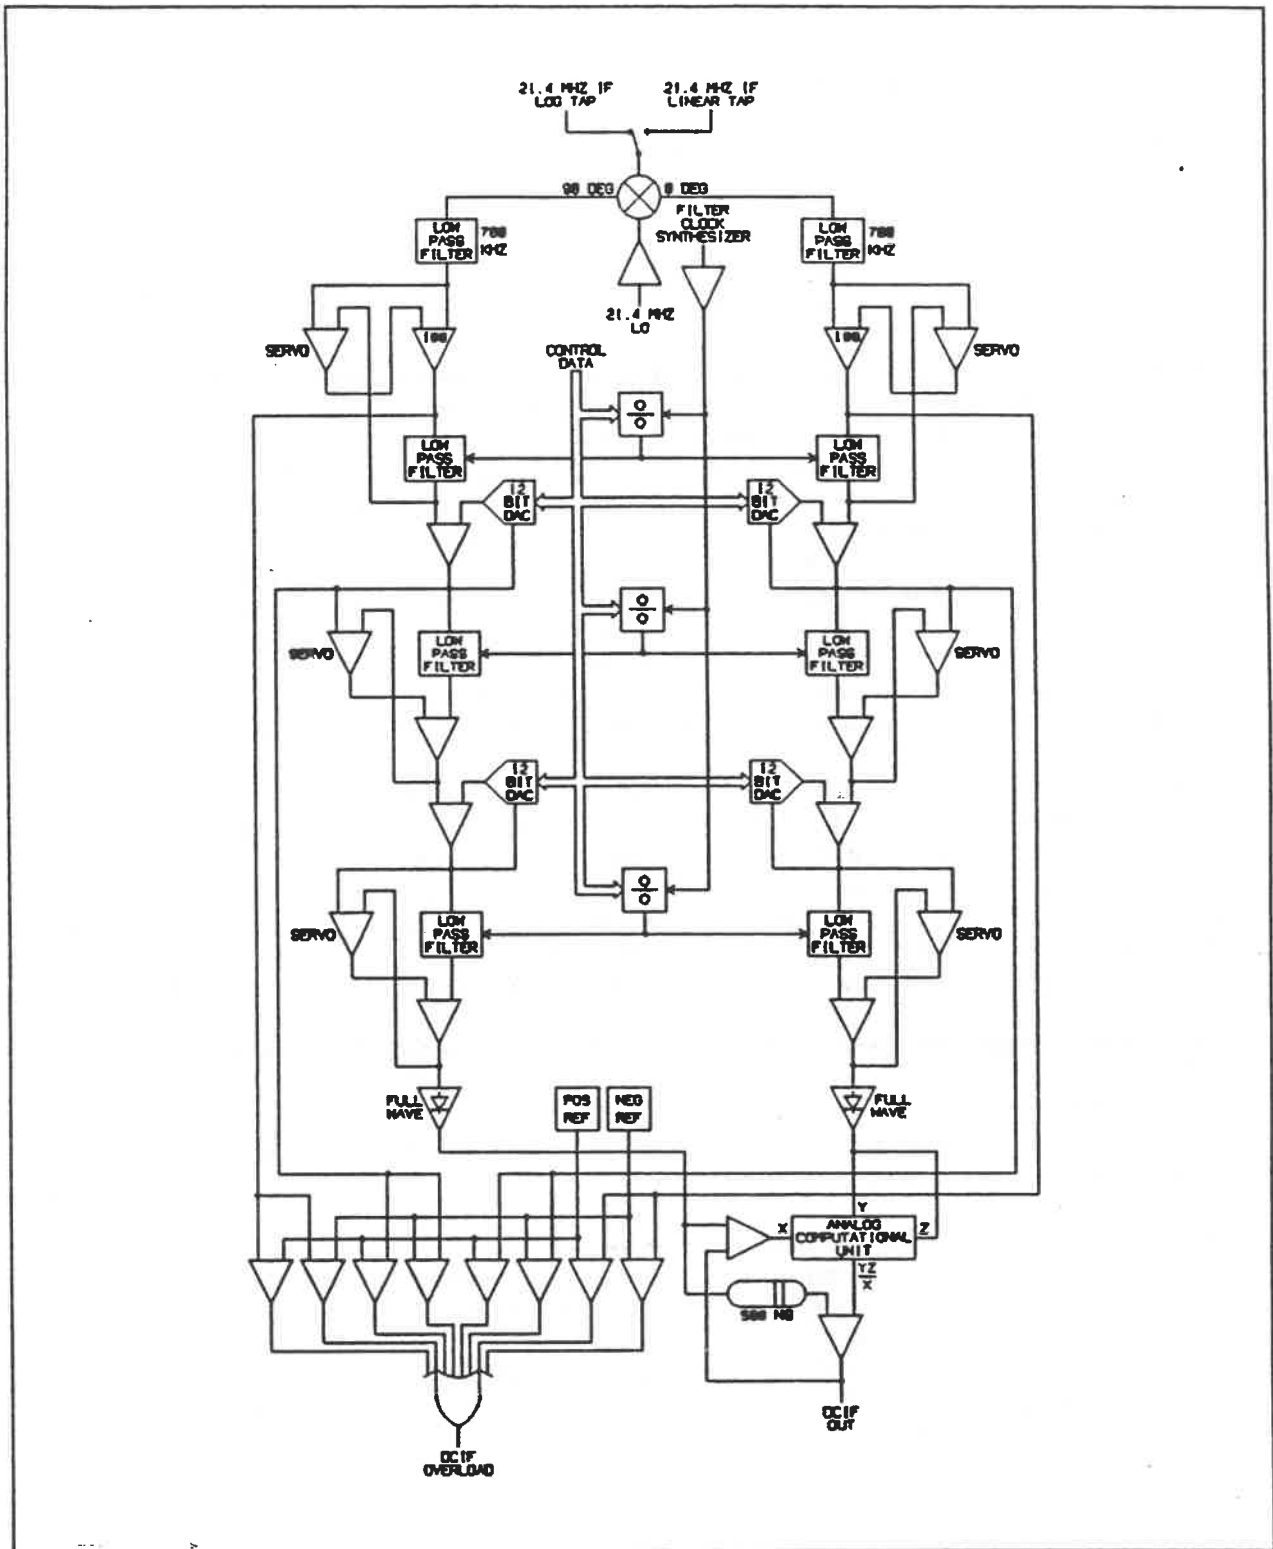 21.4 MHZ IF
LOG TAP
21.4 MHZ IF
LINEAR TAP
90 DEG
0 DEG
FILTER
CLOCK
SYNTHESIZER
LOW
PASS
FILTER
700
KHZ
LOW
PASS
FILTER
700
KHZ
21.4 MHZ
LO
SERVO
100
100
SERVO
CONTROL
DATA
LOW
PASS
FILTER
LOW
PASS
FILTER
12
BIT
DAC
12
BIT
DAC
SERVO
LOW
PASS
FILTER
LOW
PASS
FILTER
SERVO
12
BIT
DAC
12
BIT
DAC
SERVO
LOW
PASS
FILTER
LOW
PASS
FILTER
SERVO
FULL
WAVE
POS
REF
NEG
REF
FULL
WAVE
Y
X
ANALOG
COMPUTATIONAL
UNIT
Z
YZ
X
500 NS
DCIF
OUT
DCIF
OVERLOAD